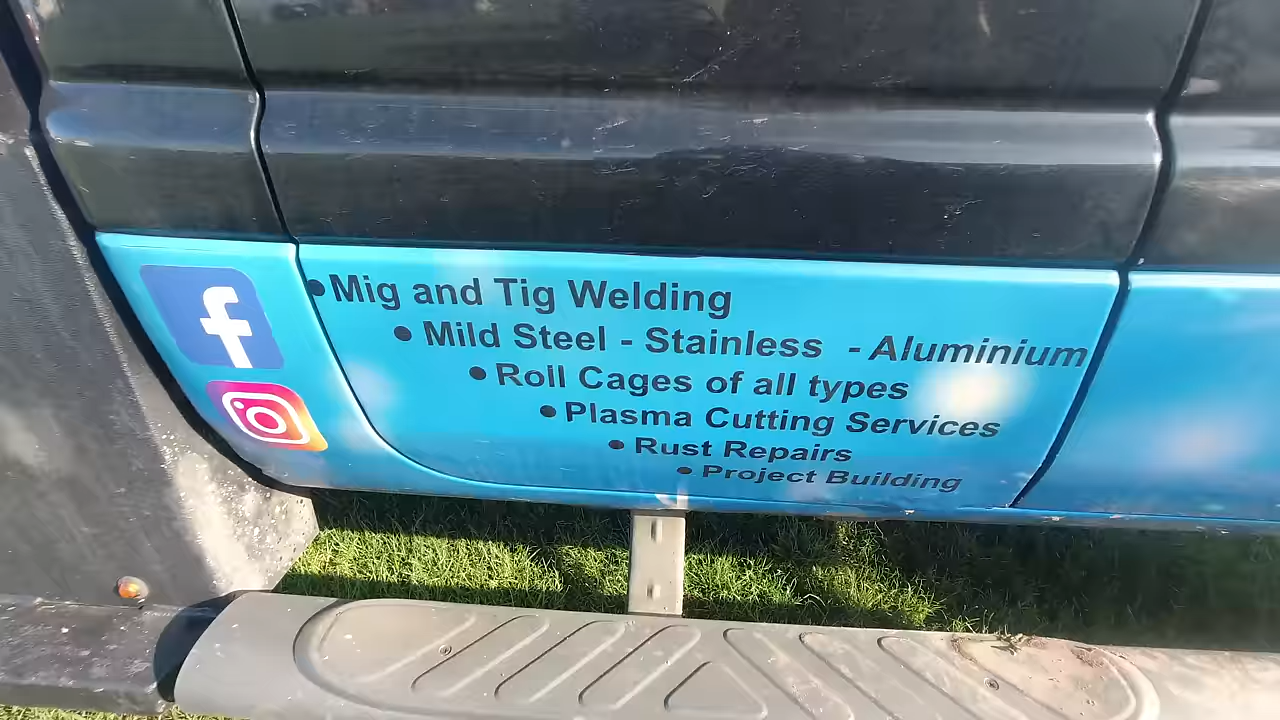 •Mig and Tig Welding
• Mild Steel - Stainless - Aluminium
• Roll Cages of all types
• Plasma Cutting Services
• Rust Repairs
• Project Building